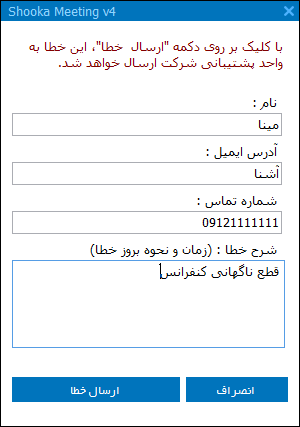 Shooka Meeting v4
با کلیک بر روی دکمه "ارسال خطا"، این خطا به
واحد پشتیبانی شرکت ارسال خواهد شد.
نام :
مینا
آدرس ایمیل :
آشنا
شماره تماس :
09121111111
شرح خطا : (زمان و نحوه بروز خطا)
قطع ناگهانی کنفرانس
انصراف
ارسال خطا